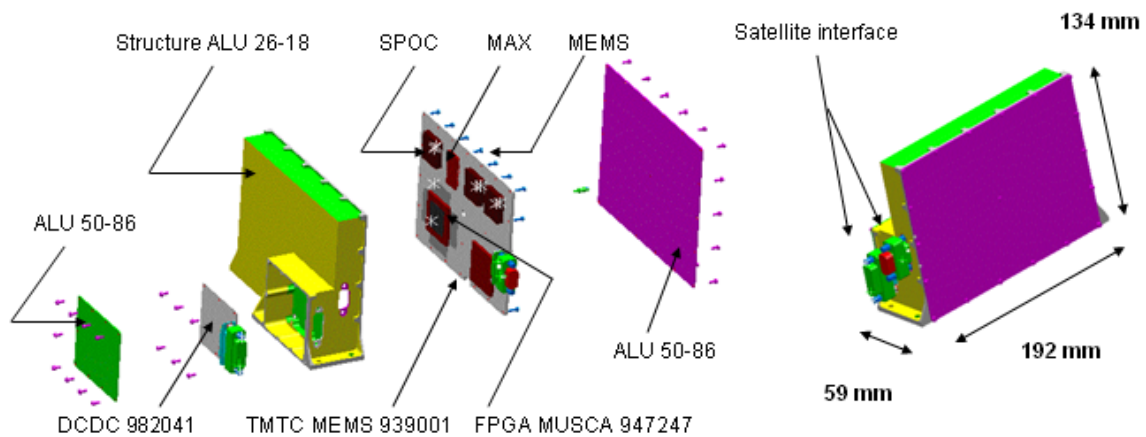 134 mm
Structure ALU 26-18
SPOC
MAX
MEMS
Satellite interface
ALU 50-86
ALU 50-86
192 mm
59 mm
DCDC 982041
TMTC MEMS 939001
FPGA MUSCA 947247